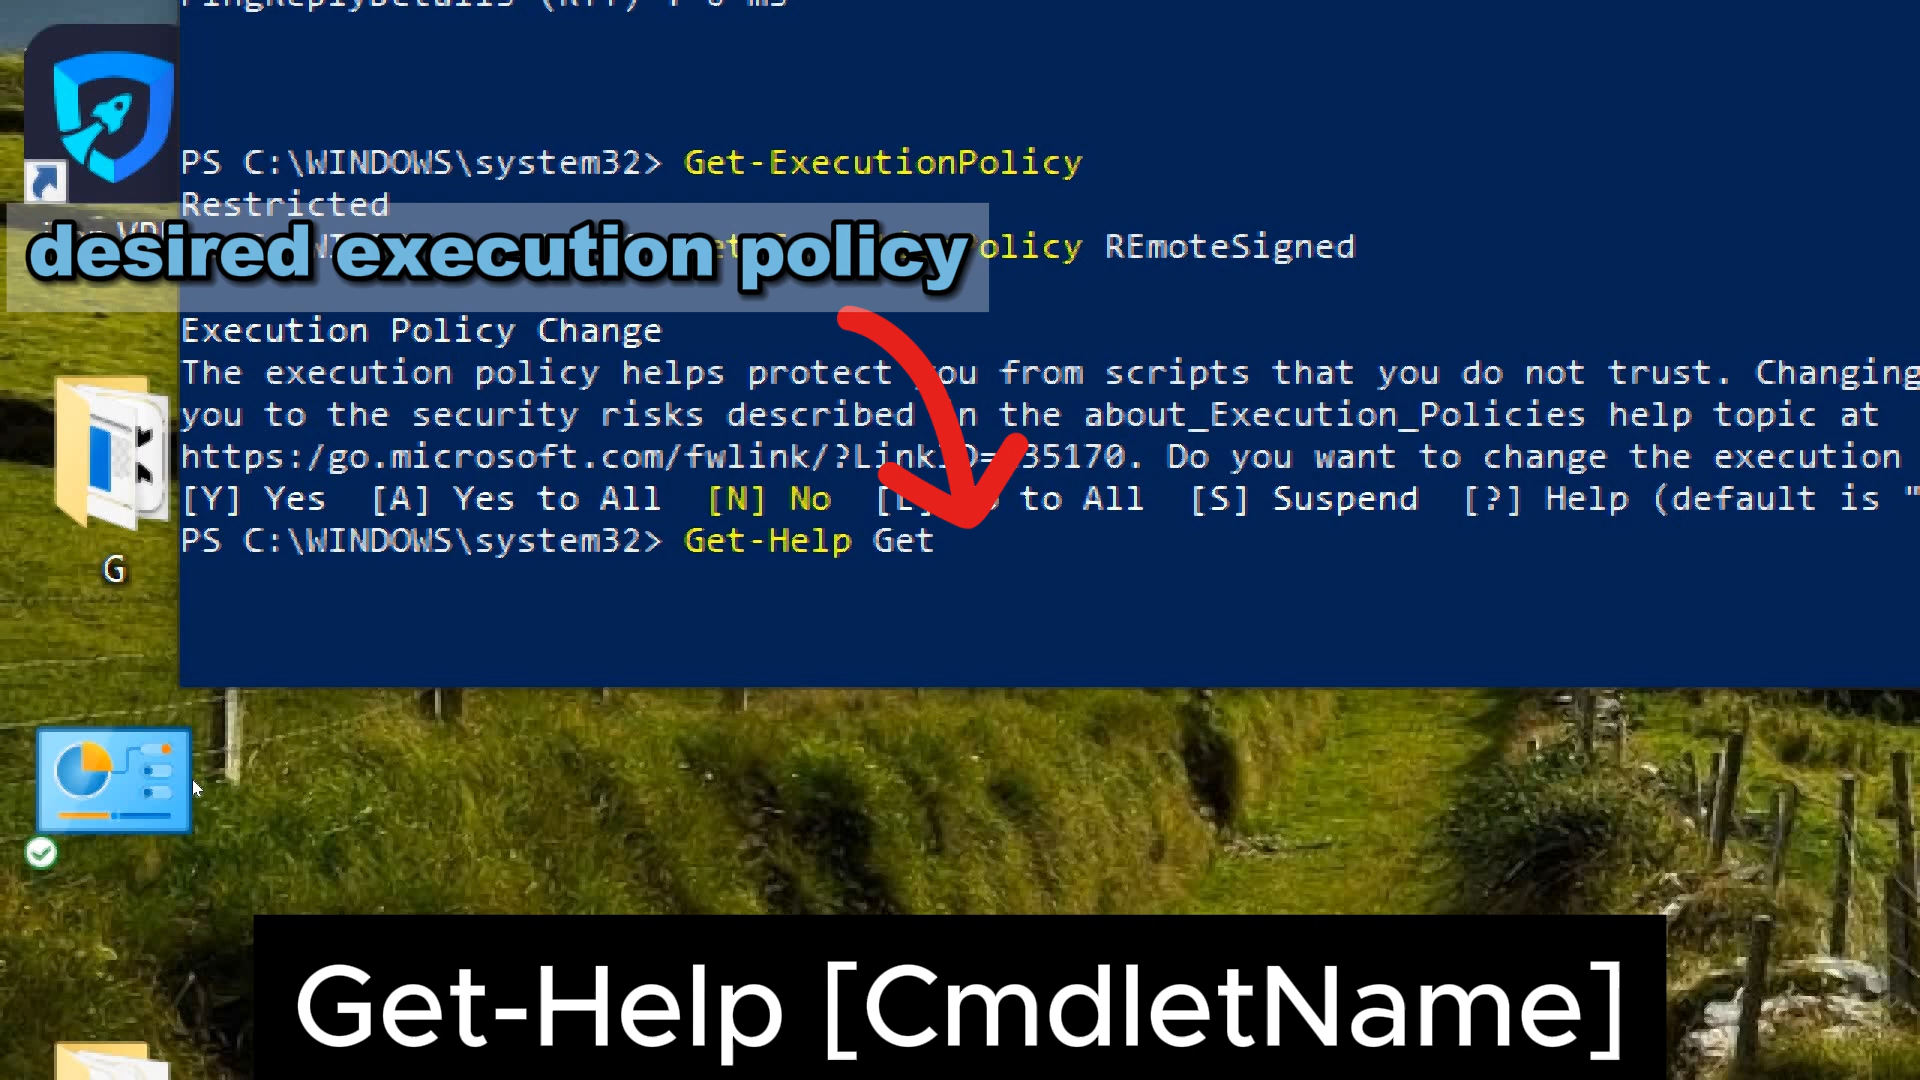 PS C:\WINDOWS\system32> Get-ExecutionPolicy
Restricted
desired execution policy
olicy REmoteSigned
Execution Policy Change
The execution policy helps protect you from scripts that you do not trust. Changing
you to the security risks described in the about_Execution_Policies help topic at
https:/go.microsoft.com/fwlink/?LinkID= 35170. Do you want to change the execution
[Y] Yes [A] Yes to All [N] No to All [S] Suspend [?] Help (default is "
PS C:\WINDOWS\system32> Get-Help Get
G
Get-Help [CmdletName]